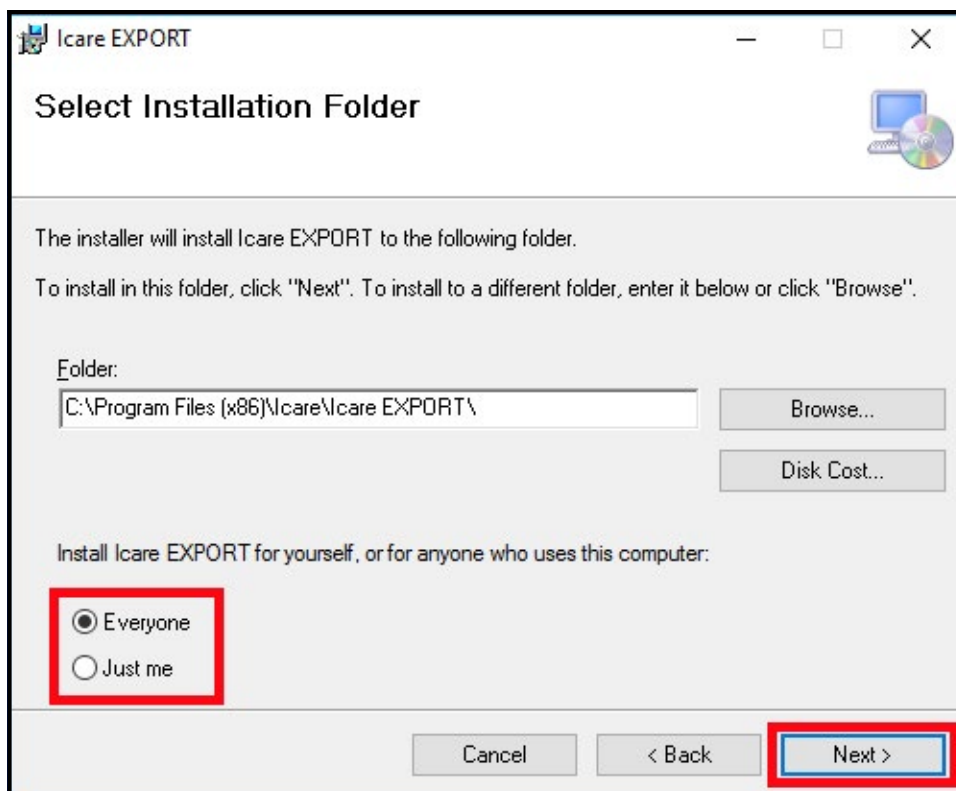 Icare EXPORT
Select Installation Folder
The installer will install Icare EXPORT to the following folder.
To install in this folder, click "Next". To install to a different folder, enter it below or click "Browse".
Folder:
C:\Program Files (x86)\Icare\Icare EXPORT\
Browse...
Disk Cost...
Install Icare EXPORT for yourself, or for anyone who uses this computer:
Everyone
Just me
Cancel
< Back
Next >